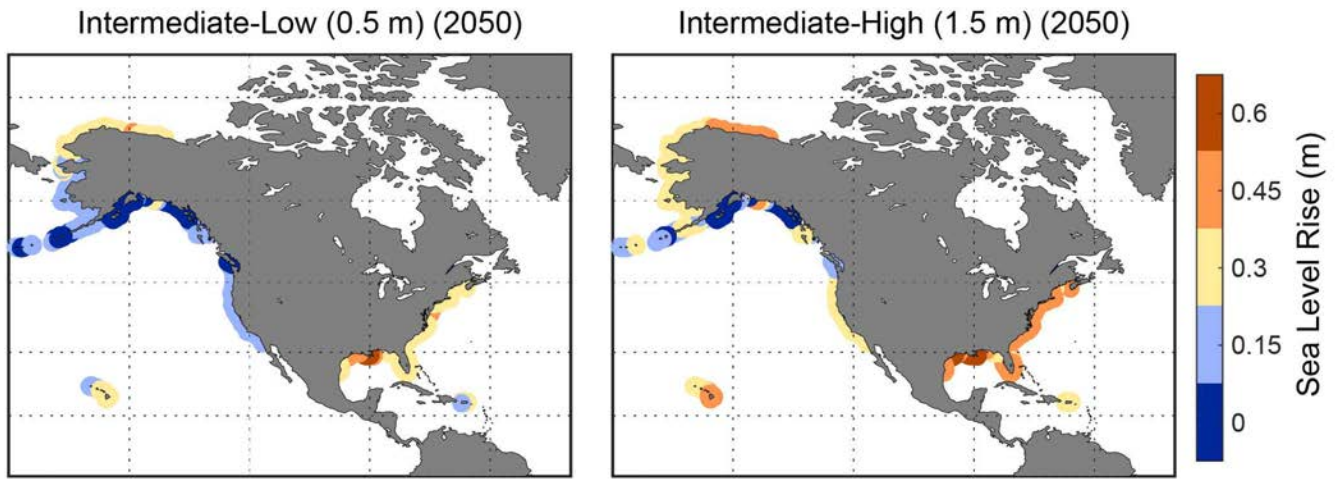 Intermediate-Low (0.5 m) (2050)
Intermediate-High (1.5 m) (2050)
0.6
0.45
0.3
0.15
0
Sea Level Rise (m)